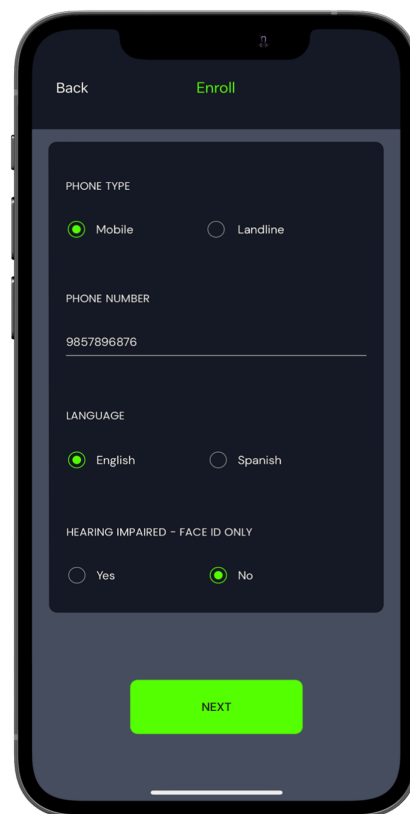 Back Enroll
PHONE TYPE
Mobile Landline
PHONE NUMBER
9857896876
LANGUAGE
English Spanish
HEARING IMPAIRED - FACE ID ONLY
Yes No
NEXT